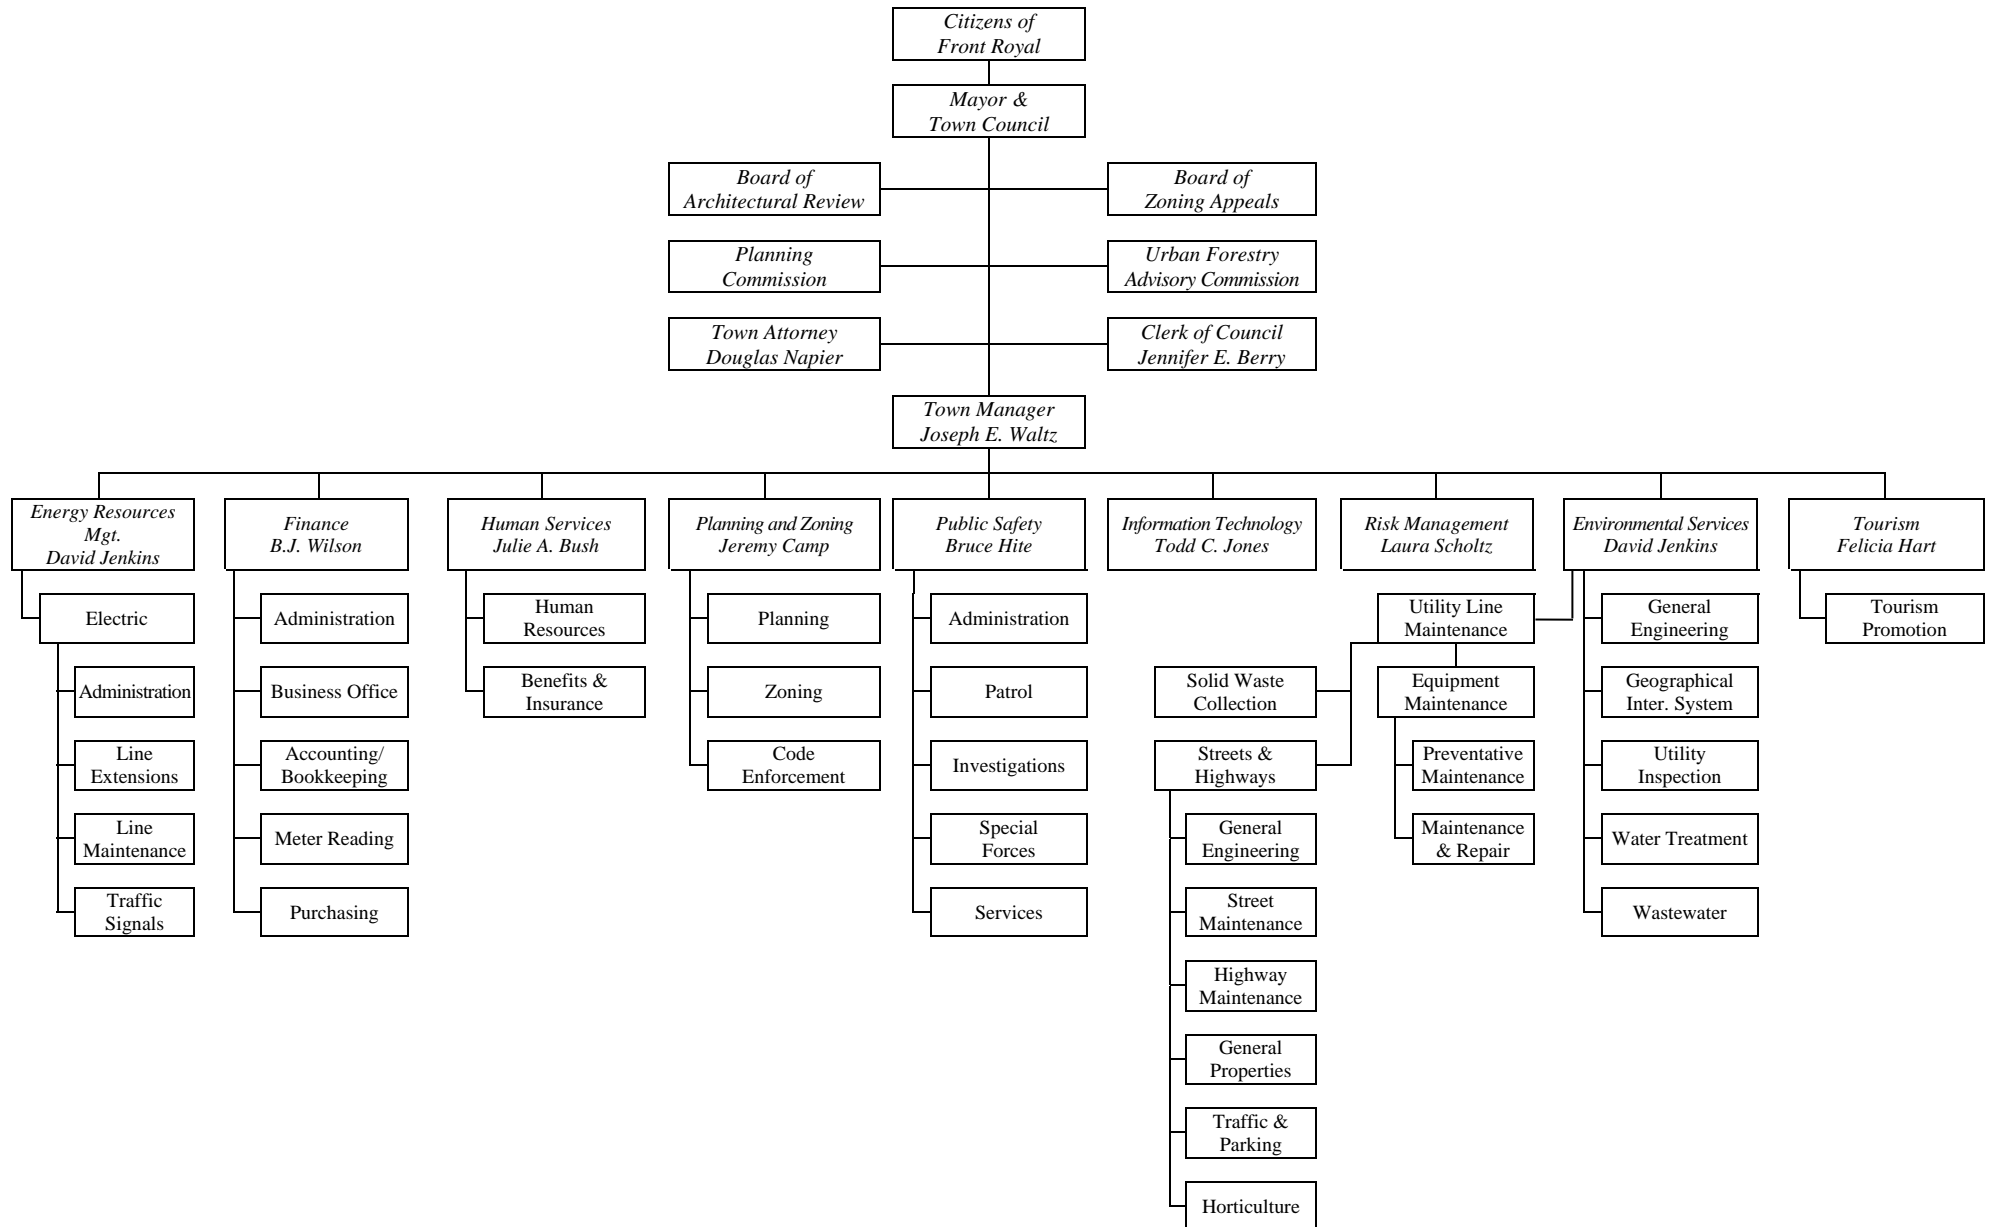 Citizens of
Front Royal
Mayor &
Town Council
Board of
Architectural Review
Board of
Zoning Appeals
Planning
Commission
Urban Forestry
Advisory Commission
Town Attorney
Douglas Napier
Clerk of Council
Jennifer E. Berry
Town Manager
Joseph E. Waltz
Energy Resources
Mgt.
David Jenkins
Finance
B.J. Wilson
Human Services
Julie A. Bush
Planning and Zoning
Jeremy Camp
Public Safety
Bruce Hite
Information Technology
Todd C. Jones
Risk Management
Laura Scholtz
Environmental Services
David Jenkins
Tourism
Felicia Hart
Electric
Administration
Line
Extensions
Line
Maintenance
Traffic
Signals
Administration
Business Office
Accounting/
Bookkeeping
Meter Reading
Purchasing
Human
Resources
Benefits &
Insurance
Planning
Zoning
Code
Enforcement
Administration
Patrol
Investigations
Special
Forces
Services
Utility Line
Maintenance
Solid Waste
Collection
Streets &
Highways
General
Engineering
Street
Maintenance
Highway
Maintenance
General
Properties
Traffic &
Parking
Horticulture
Equipment
Maintenance
Preventative
Maintenance
Maintenance
& Repair
General
Engineering
Geographical
Inter. System
Utility
Inspection
Water Treatment
Wastewater
Tourism
Promotion